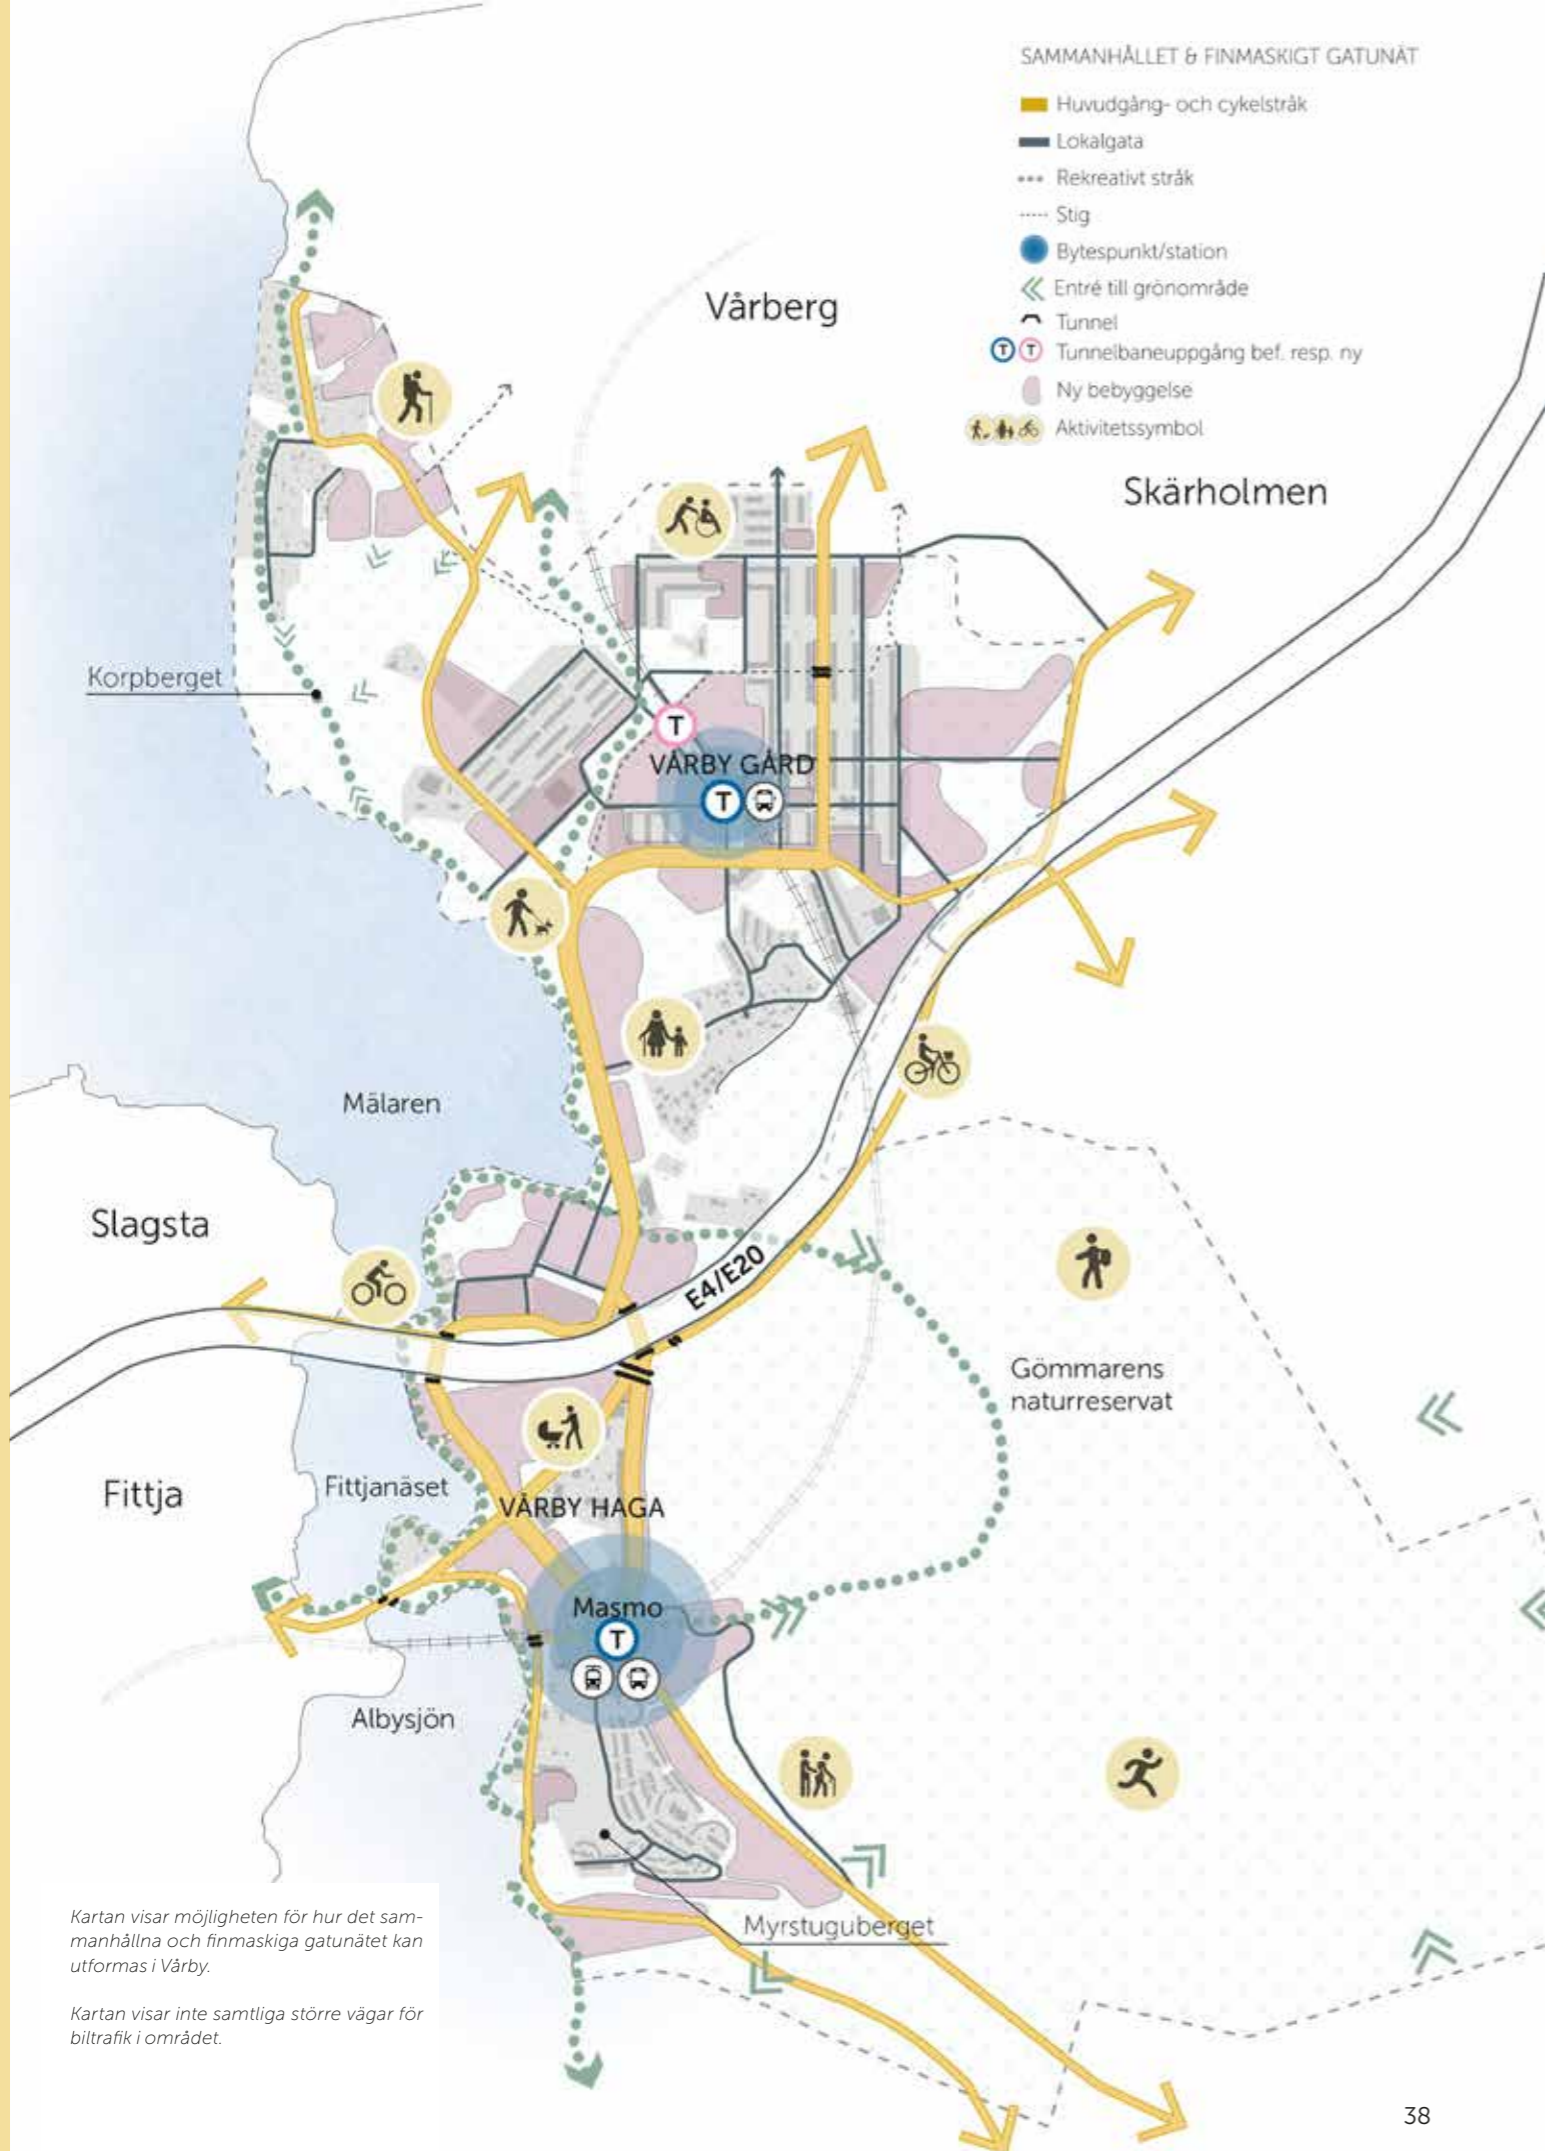 SAMMANHÅLLET & FINMASKIGT GATUNÄT
Huvudgång- och cykelstråk
Lokalgata
Rekreativt stråk
Stig
Bytespunkt/station
Entré till grönområde
Tunnel
T T Tunnelbaneuppgång bef. resp. ny
Ny bebyggelse
Aktivitetssymbol
Vårberg
Skärholmen
Korpberget
T
VÅRBY GÅRD
T
Mälaren
Slagsta
E4/E20
Gömmarens
naturreservat
Fittja
Fittjanäset
VÅRBY HAGA
Masmo
T
Albysjön
Myrstuguberget
Kartan visar möjligheten för hur det sam-
manhållna och finmaskiga gatunätet kan
utformas i Vårby.
Kartan visar inte samtliga större vägar för
biltrafik i området.
38